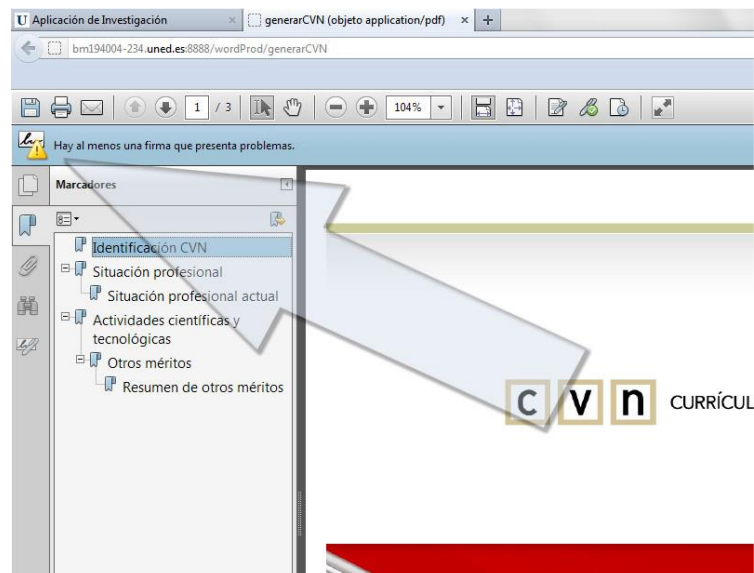 U Aplicación de Investigación
generarCVN (objeto application/pdf)
bm194004-234.uned.es:8888/wordProd/generarCVN
1 / 3
104%
Hay al menos una firma que presenta problemas.
Marcadores
Identificación CVN
Situación profesional
Situación profesional actual
Actividades científicas y
tecnológicas
Otros méritos
Resumen de otros méritos
c v n CURRÍCUL